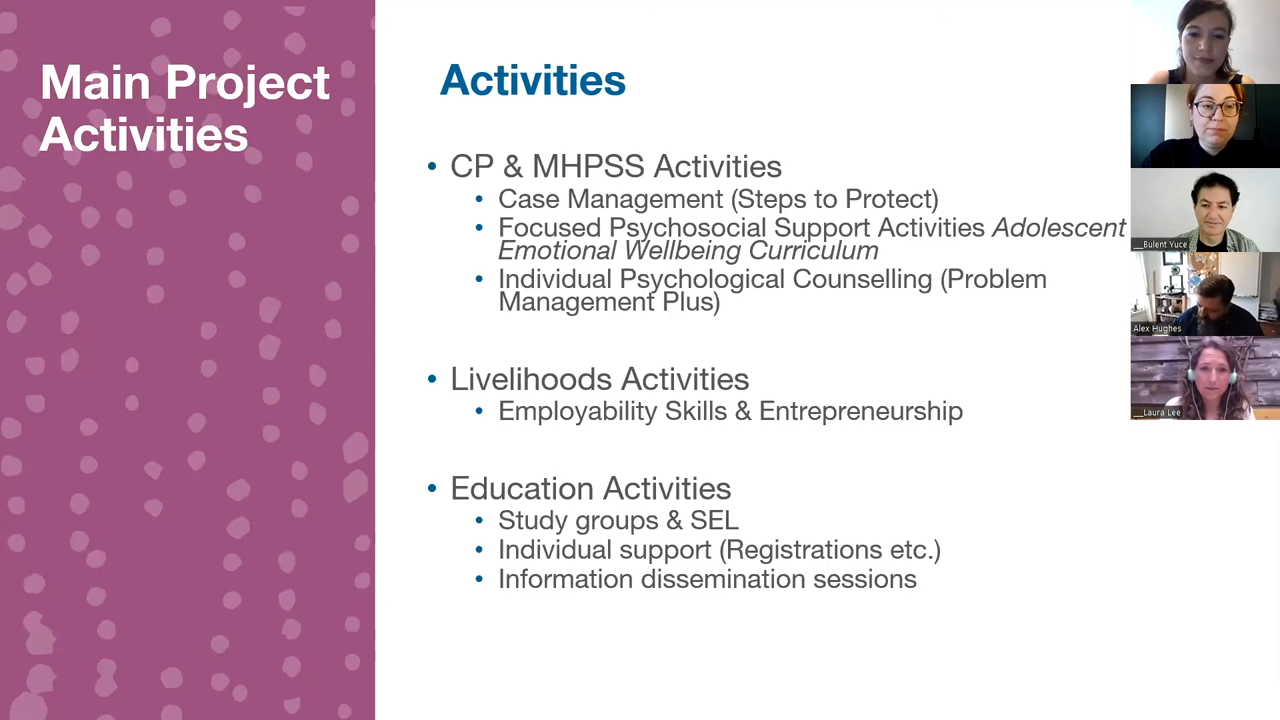 Main Project
Activities
Activities
• CP & MHPSS Activities
• Case Management (Steps to Protect)
• Focused Psychosocial Support Activities Adolescent
Emotional Wellbeing Curriculum
• Individual Psychological Counselling (Problem
Management Plus)
• Livelihoods Activities
• Employability Skills & Entrepreneurship
• Education Activities
• Study groups & SEL
• Individual support (Registrations etc.)
• Information dissemination sessions
__Bulent Yuce
Alex Hughes
__Laura Lee